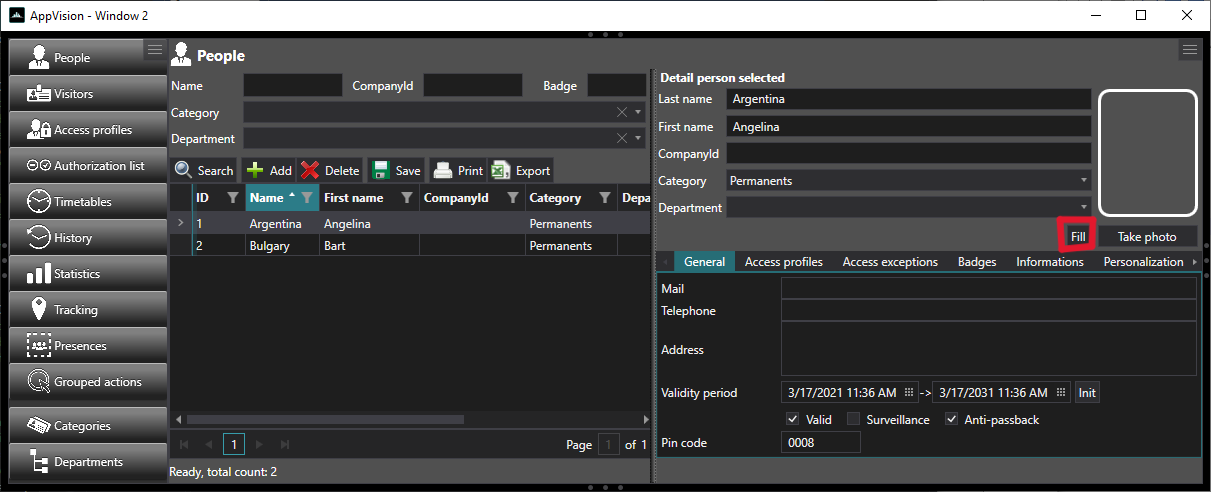 AppVision - Window 2
People
Visitors
Access profiles
Authorization list
Timetables
History
Statistics
Tracking
Presences
Grouped actions
Categories
Departments
People
Name CompanyId Badge
Category
Department
Search Add Delete Save Print Export
ID Name First name CompanyId Category Depa
1 Argentina Angelina Permanents
2 Bulgary Bart Permanents
1 Page 1 of 1
Ready, total count: 2
Detail person selected
Last name Argentina
First name Angelina
CompanyId
Category Permanents
Department
Fill Take photo
General Access profiles Access exceptions Badges Informations Personalization
Mail
Telephone
Address
Validity period 3/17/2021 11:36 AM -> 3/17/2031 11:36 AM Init
Valid Surveillance Anti-passback
Pin code 0008